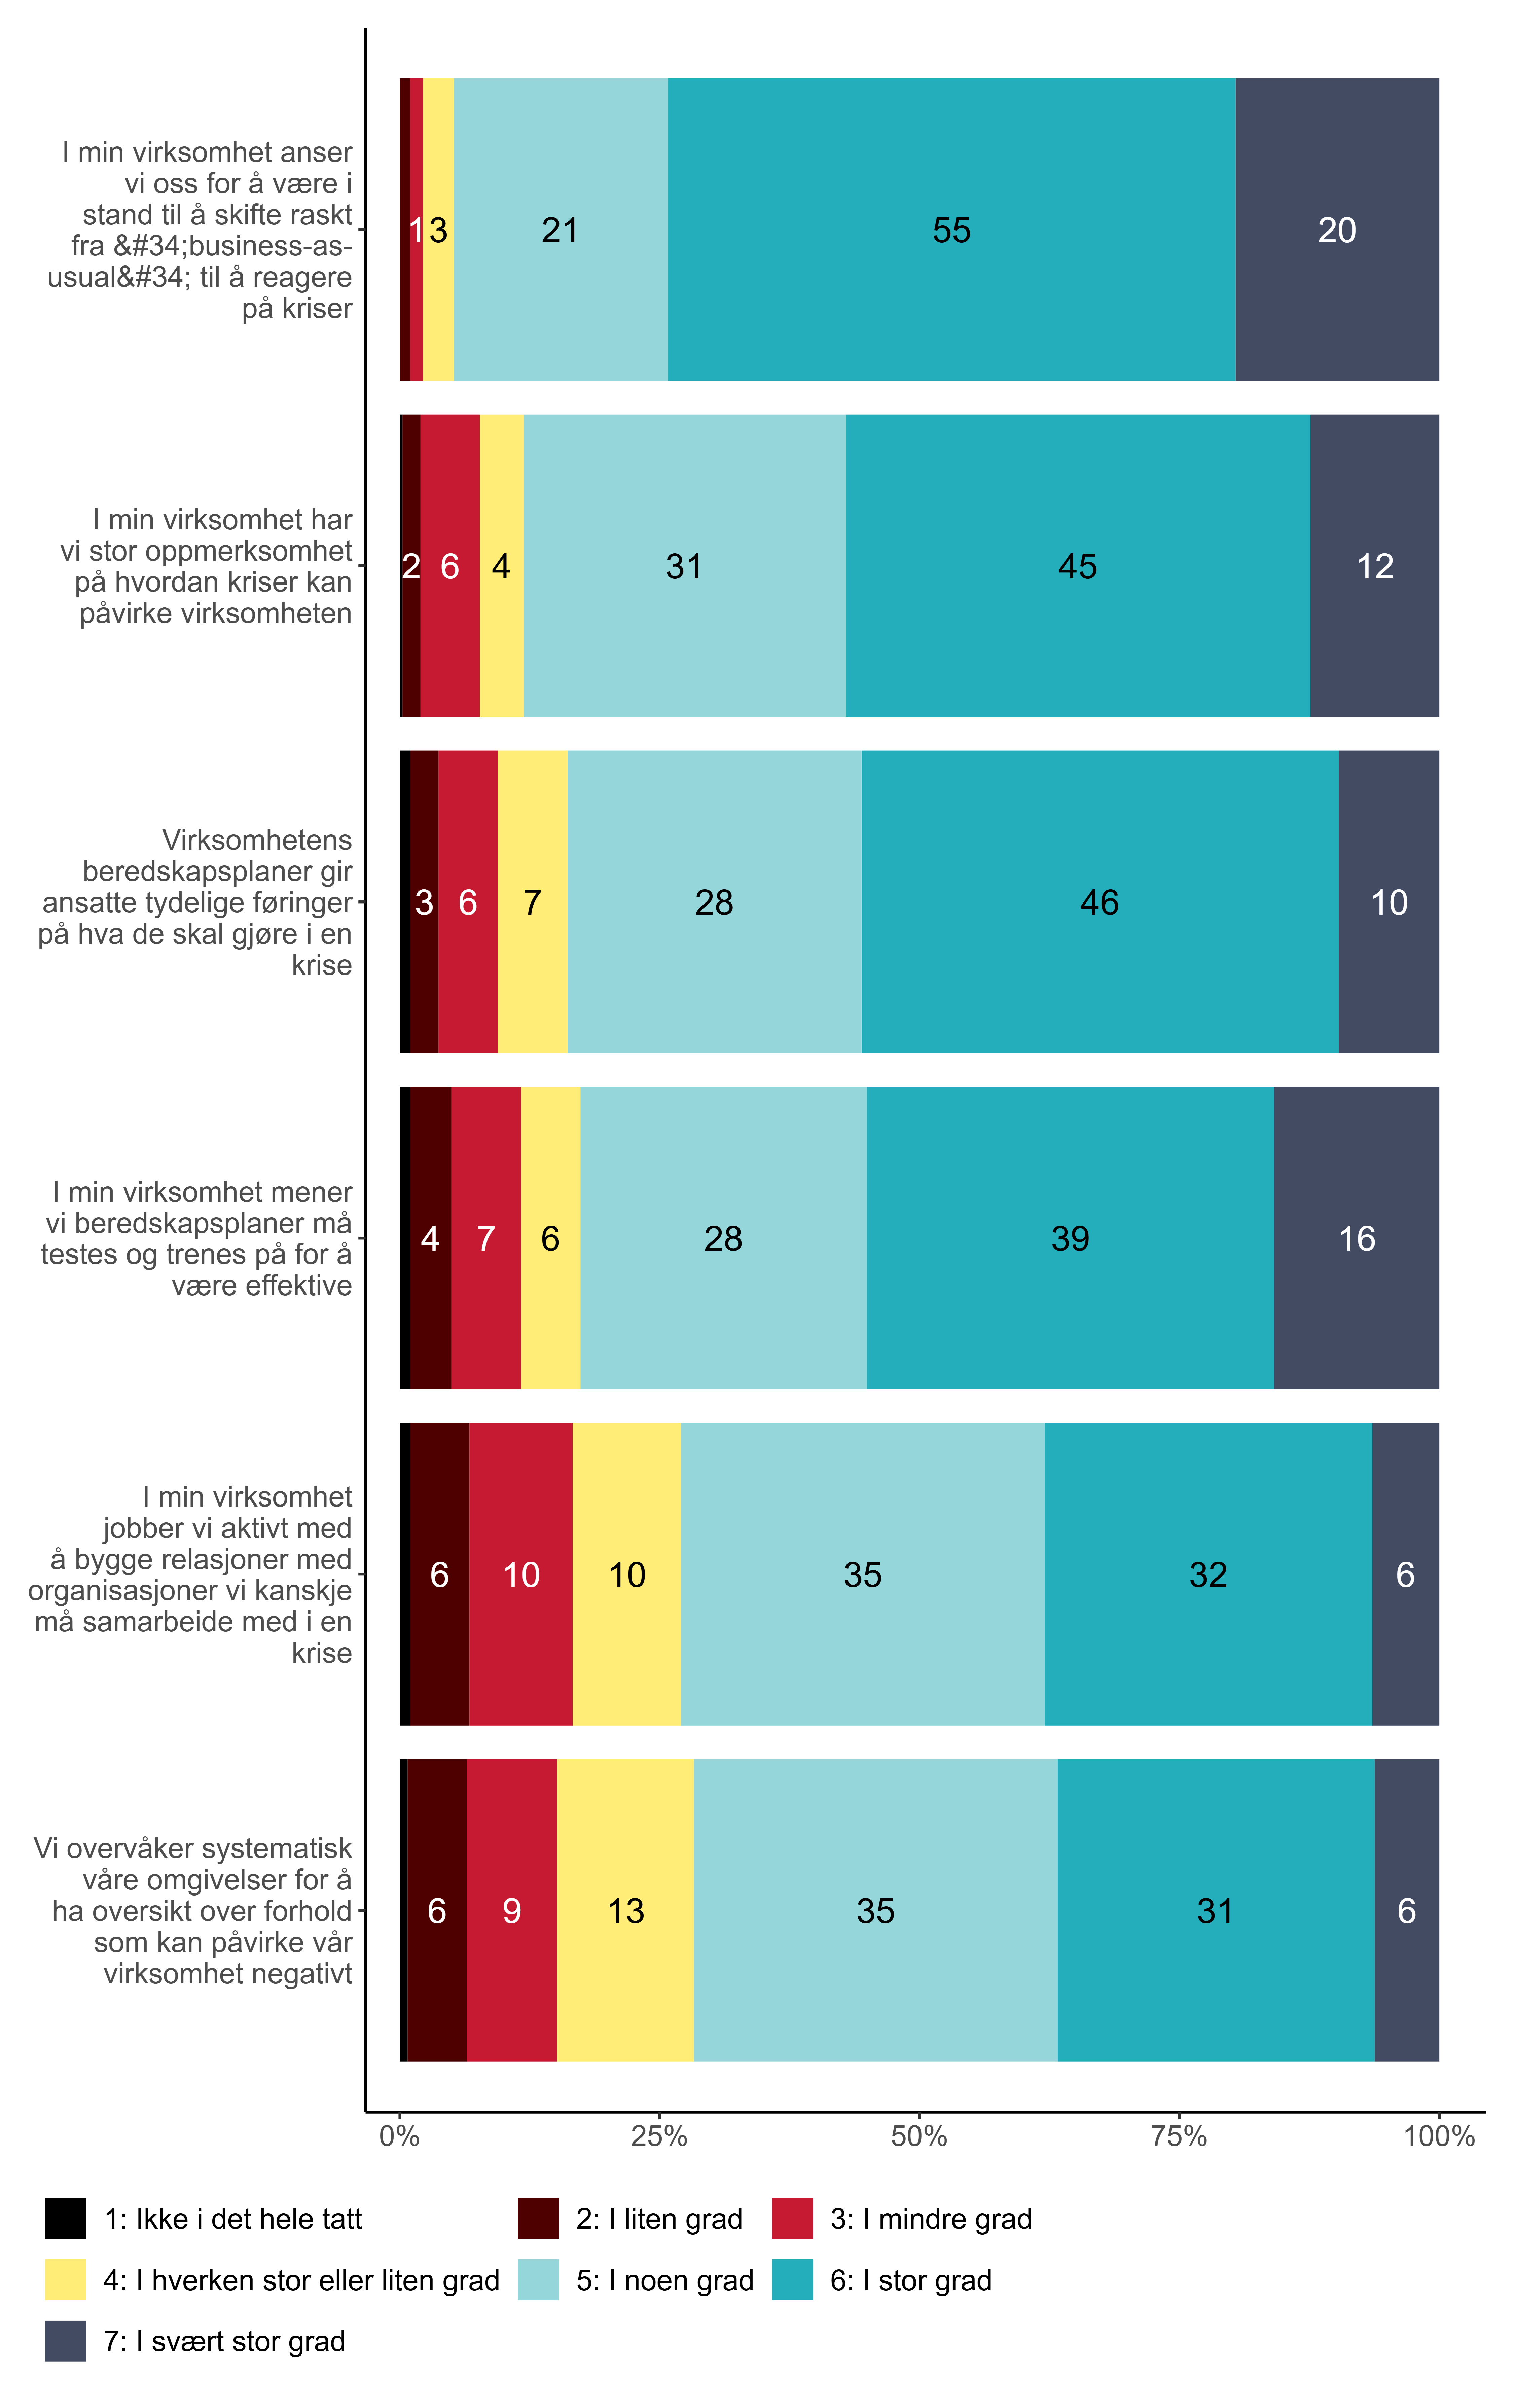 I min virksomhet anser
vi oss for å være i
stand til å skifte raskt
fra &#34;business-as-
usual&#34; til å reagere
på kriser
1 3 21 55 20
I min virksomhet har
vi stor oppmerksomhet
på hvordan kriser kan
påvirke virksomheten
2 6 4 31 45 12
Virksomhetens
beredskapsplaner gir
ansatte tydelige føringer
på hva de skal gjøre i en
krise
3 6 7 28 46 10
I min virksomhet mener
vi beredskapsplaner må
testes og trenes på for å
være effektive
4 7 6 28 39 16
I min virksomhet
jobber vi aktivt med
å bygge relasjoner med
organisasjoner vi kanskje
må samarbeide med i en
krise
6 10 10 35 32 6
Vi overvåker systematisk
våre omgivelser for å
ha oversikt over forhold
som kan påvirke vår
virksomhet negativt
6 9 13 35 31 6
0% 25% 50% 75% 100%
1: Ikke i det hele tatt 2: I liten grad 3: I mindre grad
4: I hverken stor eller liten grad 5: I noen grad 6: I stor grad
7: I svært stor grad